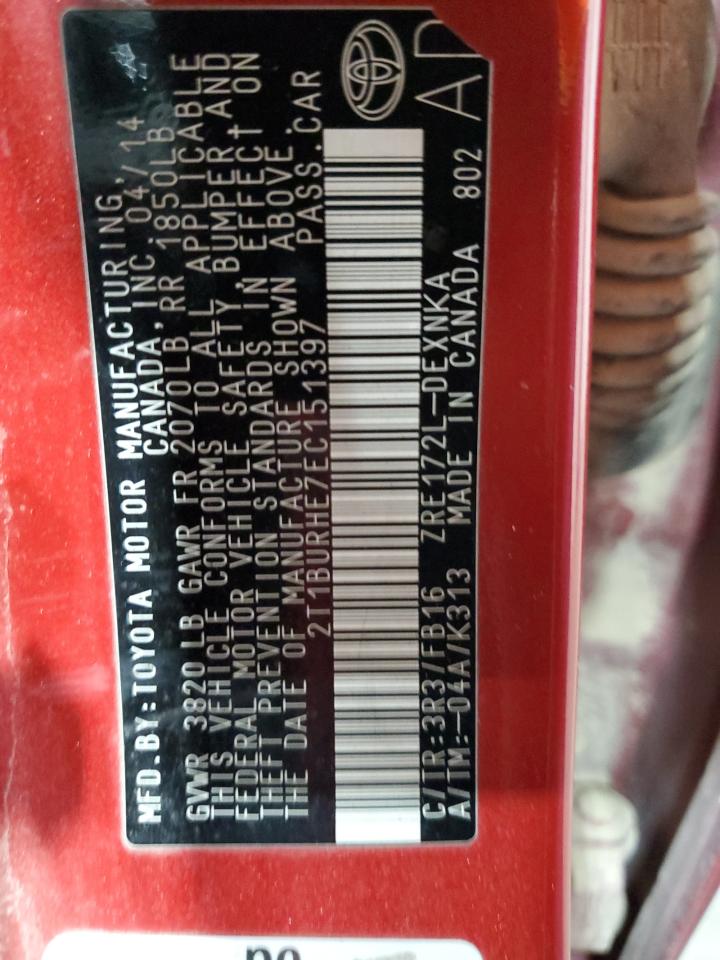 MFD.BY:TOYOTA MOTOR MANUFACTURING,
CANADA, INC. 04/14
GVWR 3820 LB GAWR FR 2070LB RR 1850LB
THIS VEHICLE CONFORMS TO ALL APPLICABLE
FEDERAL MOTOR VEHICLE SAFETY, BUMPER, AND
THEFT PREVENTION STANDARDS IN EFFECT ON
THE DATE OF MANUFACTURE SHOWN ABOVE.
2T1BURHE7EC151397 PASS.CAR
C/TR:3R3/FB16 ZRE172L-DEXNKA
A/TM:-04A/K313 MADE IN CANADA 802